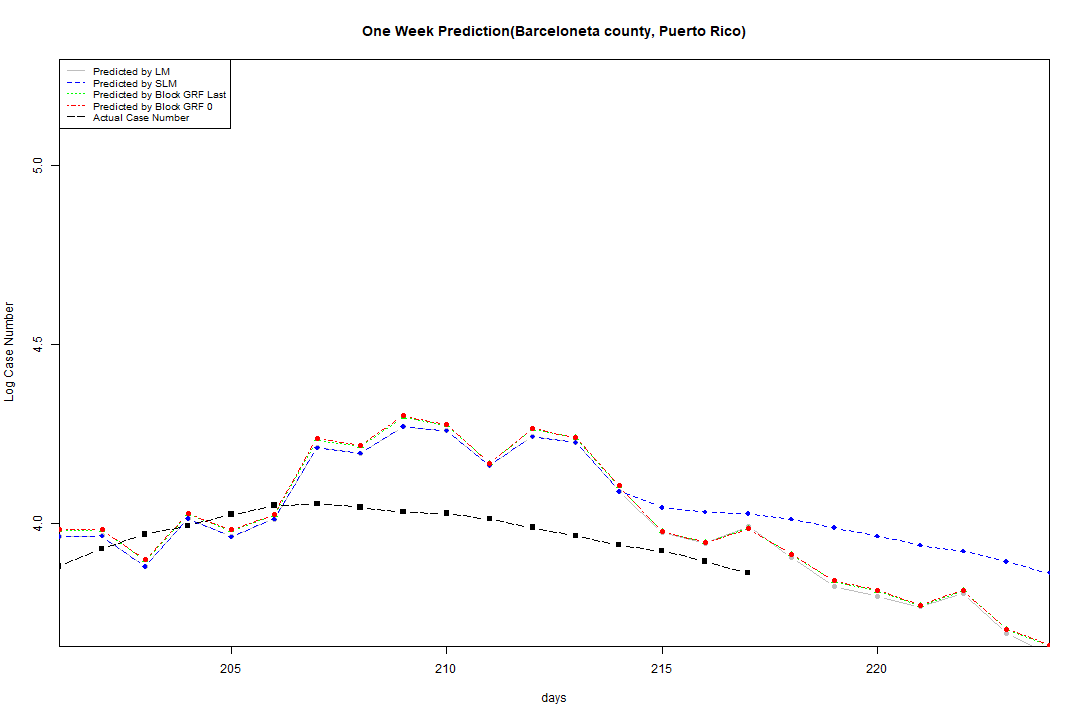 One Week Prediction(Barceloneta county, Puerto Rico)
Predicted by LM
Predicted by SLM
Predicted by Block GRF Last
Predicted by Block GRF 0
Actual Case Number
5.0
4.5
4.0
Log Case Number
205 210 215 220
days